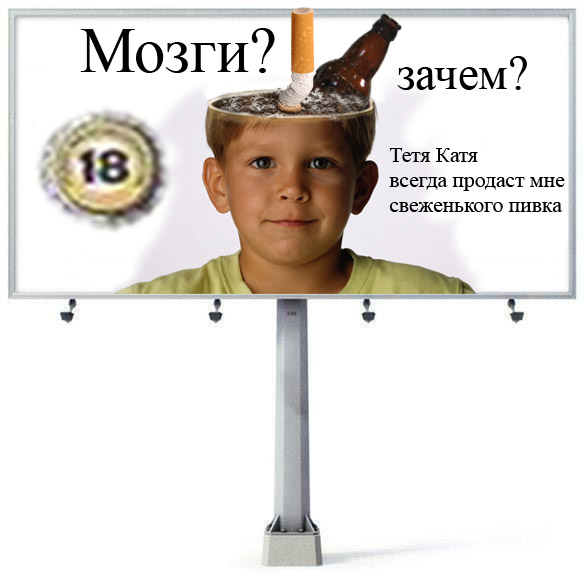 Мозги?
зачем?
18
Тетя Катя
всегда продаст мне
свеженького пивка